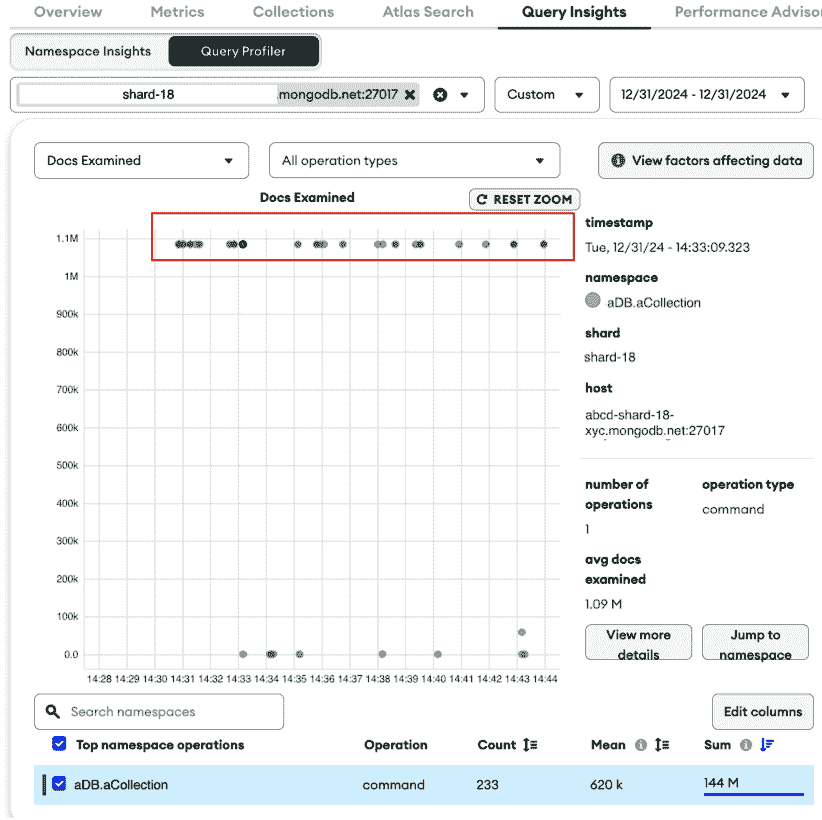 Overview Metrics Collections Atlas Search Query Insights Performance Advisor
Namespace Insights Query Profiler
shard-18 .mongodb.net:27017 Custom 12/31/2024 - 12/31/2024
Docs Examined All operation types View factors affecting data
Docs Examined RESET ZOOM
timestamp
Tue, 12/31/24 - 14:33:09.323
namespace
aDB.aCollection
shard
shard-18
host
abcd-shard-18-
xyc.mongodb.net:27017
number of
operations
1
operation type
command
avg docs
examined
1.09 M
View more
details
Jump to
namespace
1.1M
1M
900k
800k
700k
600k
500k
400k
300k
200k
100k
0.0
14:28 14:29 14:30 14:31 14:32 14:33 14:34 14:35 14:36 14:37 14:38 14:39 14:40 14:41 14:42 14:43 14:44
Search namespaces Edit columns
Top namespace operations Operation Count Mean Sum
aDB.aCollection command 233 620 k 144 M